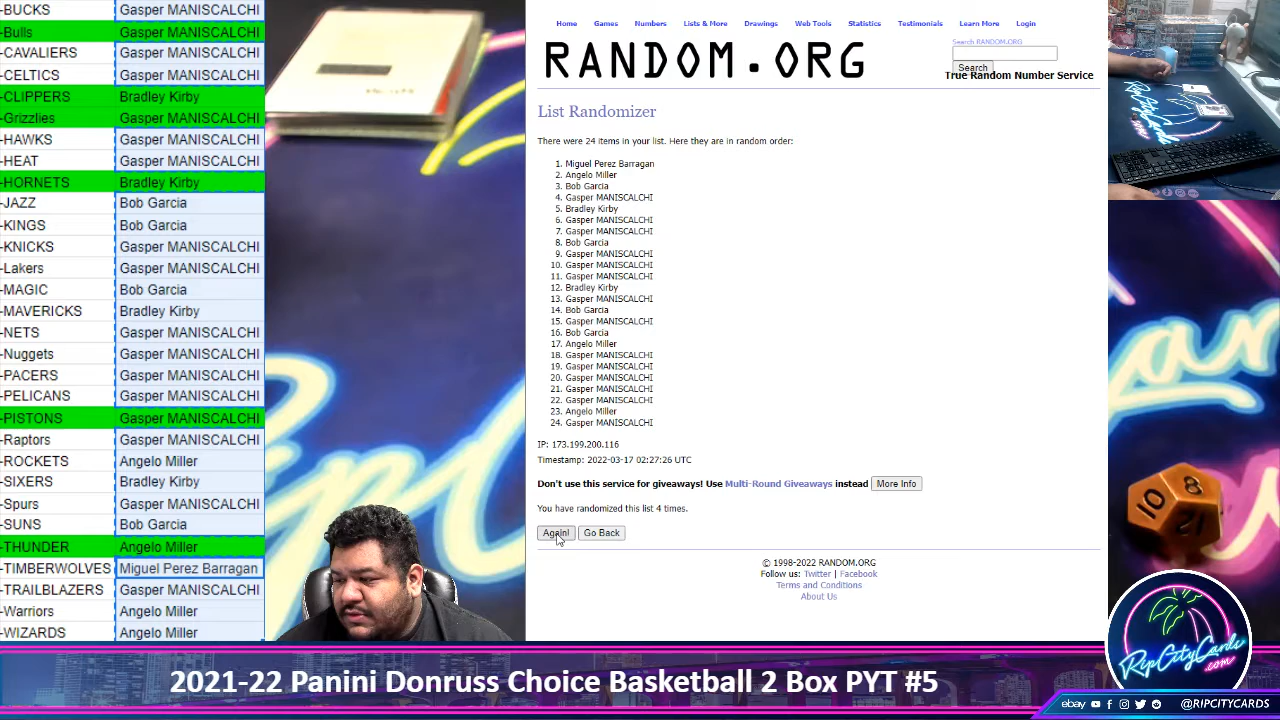 -BUCKS Gasper MANISCALCHI
-Bulls Gasper MANISCALCHI
-CAVALIERS Gasper MANISCALCHI
-CELTICS Gasper MANISCALCHI
-CLIPPERS Bradley Kirby
-Grizzlies Gasper MANISCALCHI
-HAWKS Gasper MANISCALCHI
-HEAT Gasper MANISCALCHI
-HORNETS Bradley Kirby
-JAZZ Bob Garcia
-KINGS Bob Garcia
-KNICKS Gasper MANISCALCHI
-Lakers Gasper MANISCALCHI
-MAGIC Bob Garcia
-MAVERICKS Bradley Kirby
-NETS Gasper MANISCALCHI
-Nuggets Gasper MANISCALCHI
-PACERS Gasper MANISCALCHI
-PELICANS Gasper MANISCALCHI
-PISTONS Gasper MANISCALCHI
-Raptors Gasper MANISCALCHI
-ROCKETS Angelo Miller
-SIXERS Bradley Kirby
-Spurs Gasper MANISCALCHI
-SUNS Bob Garcia
-THUNDER Angelo Miller
-TIMBERWOLVES Miguel Perez Barragan
-TRAILBLAZERS Gasper MANISCALCHI
-Warriors Angelo Miller
-WIZARDS Angelo Miller
Home Games Numbers Lists & More Drawings Web Tools Statistics Testimonials Learn More Login
RANDOM.ORG
Search RANDOM.ORG
Search
True Random Number Service
List Randomizer
There were 24 items in your list. Here they are in random order:
1. Miguel Perez Barragan
2. Angelo Miller
3. Bob Garcia
4. Gasper MANISCALCHI
5. Bradley Kirby
6. Gasper MANISCALCHI
7. Gasper MANISCALCHI
8. Bob Garcia
9. Gasper MANISCALCHI
10. Gasper MANISCALCHI
11. Gasper MANISCALCHI
12. Bradley Kirby
13. Gasper MANISCALCHI
14. Bob Garcia
15. Gasper MANISCALCHI
16. Bob Garcia
17. Angelo Miller
18. Gasper MANISCALCHI
19. Gasper MANISCALCHI
20. Gasper MANISCALCHI
21. Gasper MANISCALCHI
22. Gasper MANISCALCHI
23. Angelo Miller
24. Gasper MANISCALCHI
IP: 173.199.200.116
Timestamp: 2022-03-17 02:27:26 UTC
Don't use this service for giveaways! Use Multi-Round Giveaways instead More Info
You have randomized this list 4 times.
Again! Go Back
© 1998-2022 RANDOM.ORG
Follow us: Twitter | Facebook
Terms and Conditions
About Us
10 8
RipCityCards
.com
2021-22 Panini Donruss Choice Basketball 2 Box PYT #5
ebay @RIPCITYCARDS